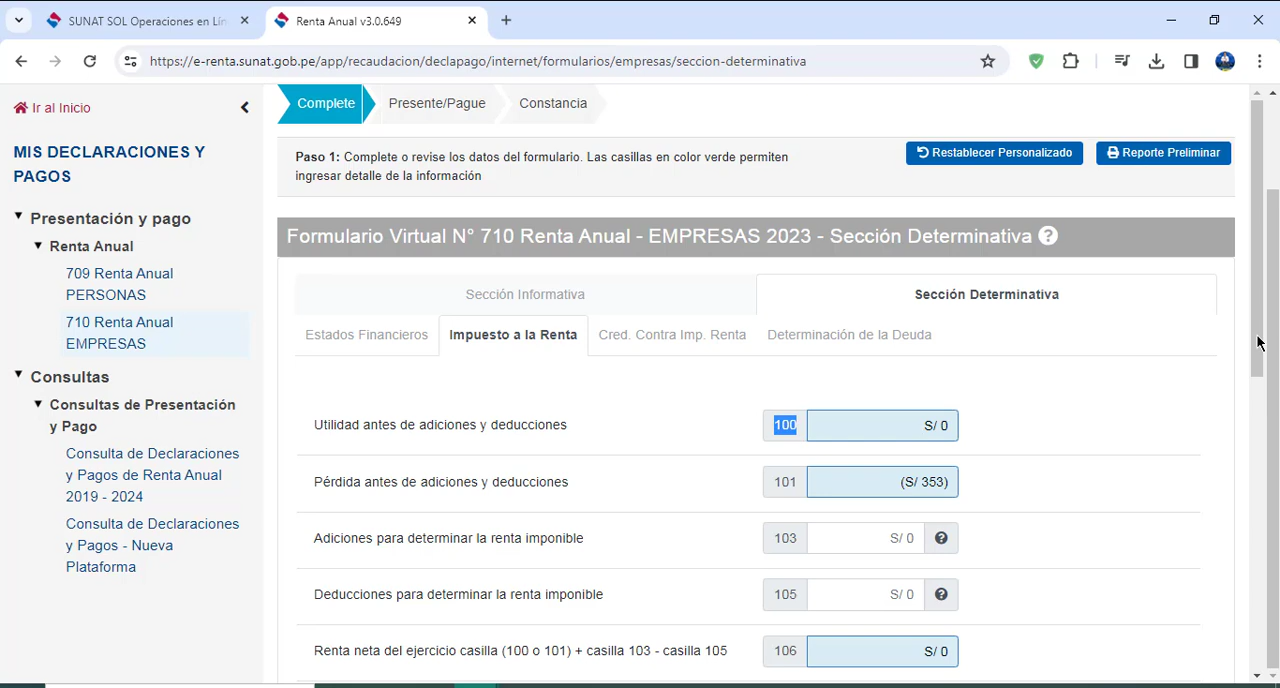 SUNAT SOL Operaciones en Lín
Renta Anual v3.0.649
https://e-renta.sunat.gob.pe/app/recaudacion/declapago/internet/formularios/empresas/seccion-determinativa
Ir al Inicio
MIS DECLARACIONES Y
PAGOS
Presentación y pago
Renta Anual
709 Renta Anual
PERSONAS
710 Renta Anual
EMPRESAS
Consultas
Consultas de Presentación
y Pago
Consulta de Declaraciones
y Pagos de Renta Anual
2019 - 2024
Consulta de Declaraciones
y Pagos - Nueva
Plataforma
Complete
Presente/Pague
Constancia
Paso 1: Complete o revise los datos del formulario. Las casillas en color verde permiten
ingresar detalle de la información
Restablecer Personalizado
Reporte Preliminar
Formulario Virtual N° 710 Renta Anual - EMPRESAS 2023 - Sección Determinativa ?
Sección Informativa
Sección Determinativa
Estados Financieros
Impuesto a la Renta
Cred. Contra Imp. Renta
Determinación de la Deuda
Utilidad antes de adiciones y deducciones 100 S/ 0
Pérdida antes de adiciones y deducciones 101 (S/ 353)
Adiciones para determinar la renta imponible 103 S/ 0 ?
Deducciones para determinar la renta imponible 105 S/ 0 ?
Renta neta del ejercicio casilla (100 o 101) + casilla 103 - casilla 105 106 S/ 0